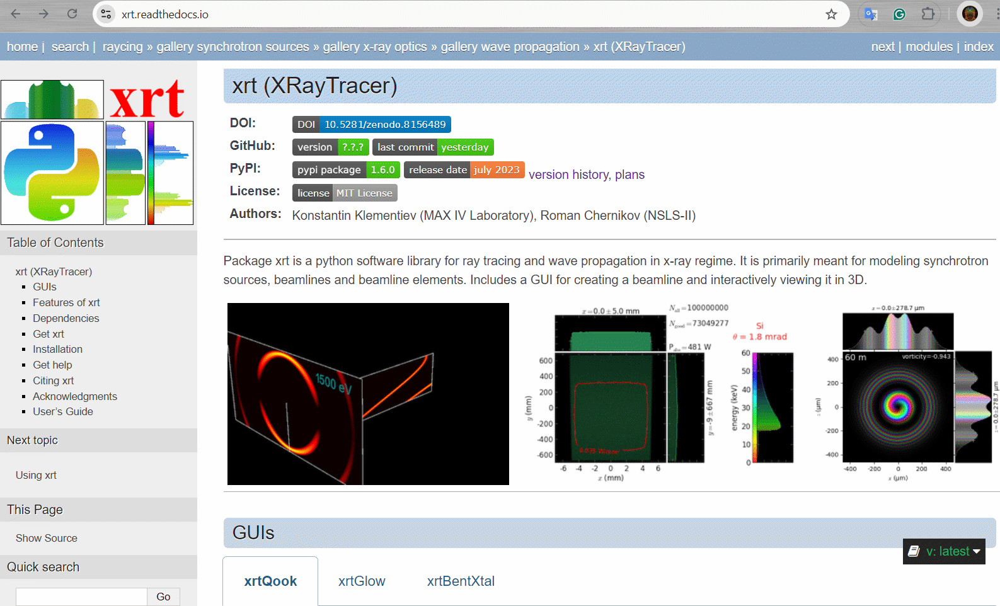 xrt.readthedocs.io
home | search | raycing » gallery synchrotron sources » gallery x-ray optics » gallery wave propagation » xrt (XRayTracer)
next | modules | index
xrt
Table of Contents
xrt (XRayTracer)
GUIs
Features of xrt
Dependencies
Get xrt
Installation
Get help
Citing xrt
Acknowledgments
User’s Guide
Next topic
Using xrt
This Page
Show Source
Quick search
Go
xrt (XRayTracer)
DOI: DOI 10.5281/zenodo.8156489
GitHub: version ?.?.? last commit yesterday
PyPI: pypi package 1.6.0 release date july 2023 version history, plans
License: license MIT License
Authors: Konstantin Klementiev (MAX IV Laboratory), Roman Chernikov (NSLS-II)
Package xrt is a python software library for ray tracing and wave propagation in x-ray regime. It is primarily meant for modeling synchrotron
sources, beamlines and beamline elements. Includes a GUI for creating a beamline and interactively viewing it in 3D.
1500 eV
x=0.0±5.0 mm
N all=100000000
N good=73049277
P abs=481 W
600
400
200
0
-200
-400
-600
y (mm)
-6 -4 -2 0 2 4 6
x (mm)
y=-9±667 mm
Si
θ = 1.8 mrad
60
50
40
30
20
10
0
energy (keV)
x=0.0±278.7 µm
60 m
vorticity=-0.943
400
200
0
-200
-400
z (µm)
-400 -200 0 200 400
x (µm)
z=0.0±278.7 µm
GUIs
v: latest
xrtQook xrtGlow xrtBentXtal